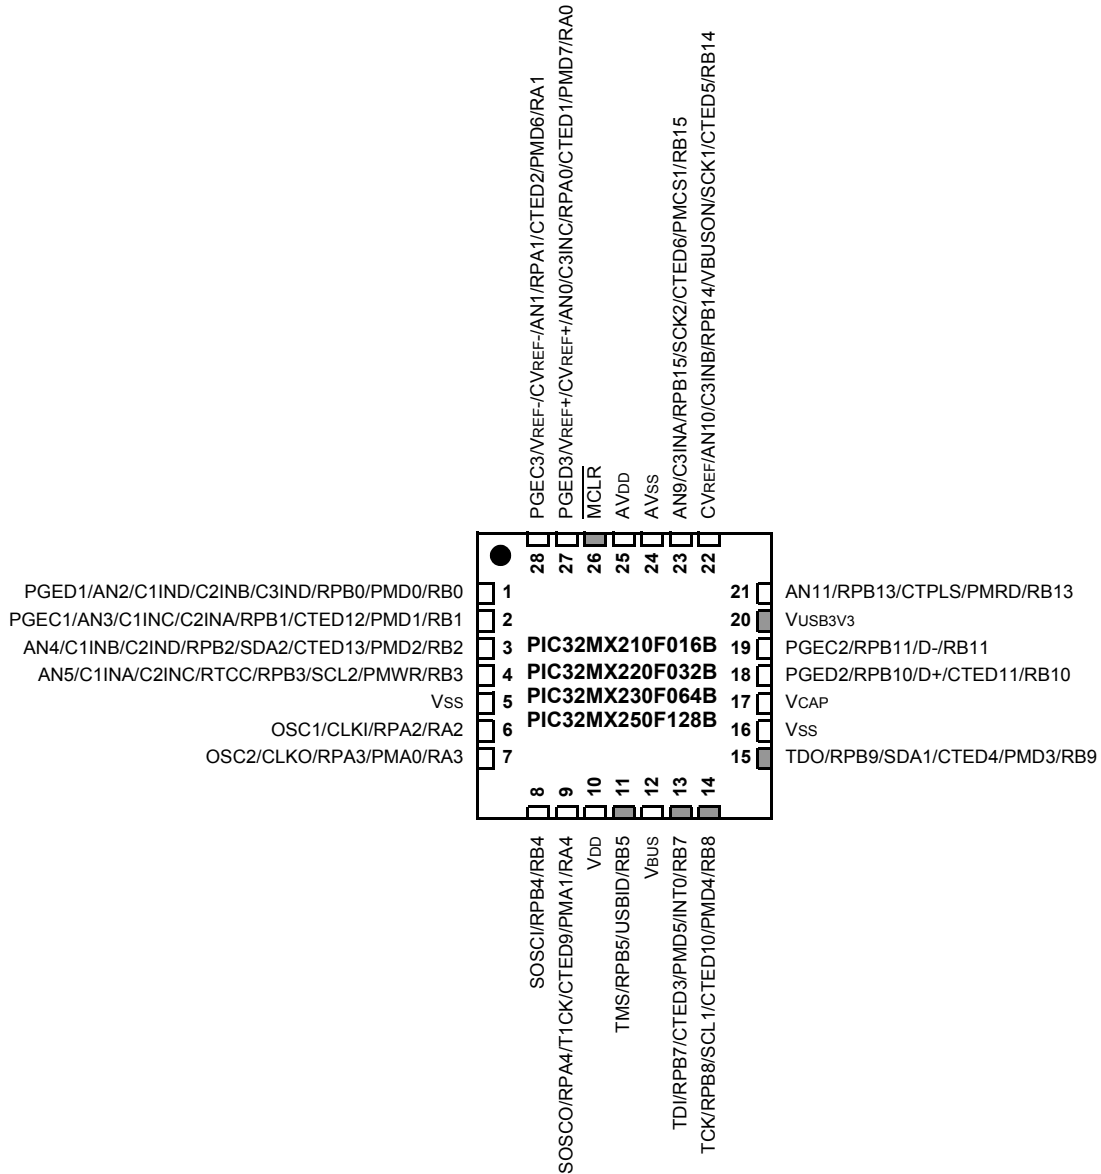 PGEC3/VREF-/CVREF-/AN1/RPA1/CTED2/PMD6/RA1
PGED3/VREF+/CVREF+/AN0/C3INC/RPA0/CTED1/PMD7/RA0
MCLR
AVDD
AVSS
AN9/C3INA/RPB15/SCK2/CTED6/PMCS1/RB15
CVREF/AN10/C3INB/RPB14/VBUSON/SCK1/CTED5/RB14
28 27 26 25 24 23 22
PGED1/AN2/C1IND/C2INB/C3IND/RPB0/PMD0/RB0 1
PGEC1/AN3/C1INC/C2INA/RPB1/CTED12/PMD1/RB1 2
AN4/C1INB/C2IND/RPB2/SDA2/CTED13/PMD2/RB2 3
AN5/C1INA/C2INC/RTCC/RPB3/SCL2/PMWR/RB3 4
VSS 5
OSC1/CLKI/RPA2/RA2 6
OSC2/CLKO/RPA3/PMA0/RA3 7
PIC32MX210F016B
PIC32MX220F032B
PIC32MX230F064B
PIC32MX250F128B
21 AN11/RPB13/CTPLS/PMRD/RB13
20 VUSB3V3
19 PGEC2/RPB11/D-/RB11
18 PGED2/RPB10/D+/CTED11/RB10
17 VCAP
16 VSS
15 TDO/RPB9/SDA1/CTED4/PMD3/RB9
8 9 10 11 12 13 14
SOSCI/RPB4/RB4
SOSCO/RPA4/T1CK/CTED9/PMA1/RA4
VDD
TMS/RPB5/USBID/RB5
VBUS
TDI/RPB7/CTED3/PMD5/INT0/RB7
TCK/RPB8/SCL1/CTED10/PMD4/RB8